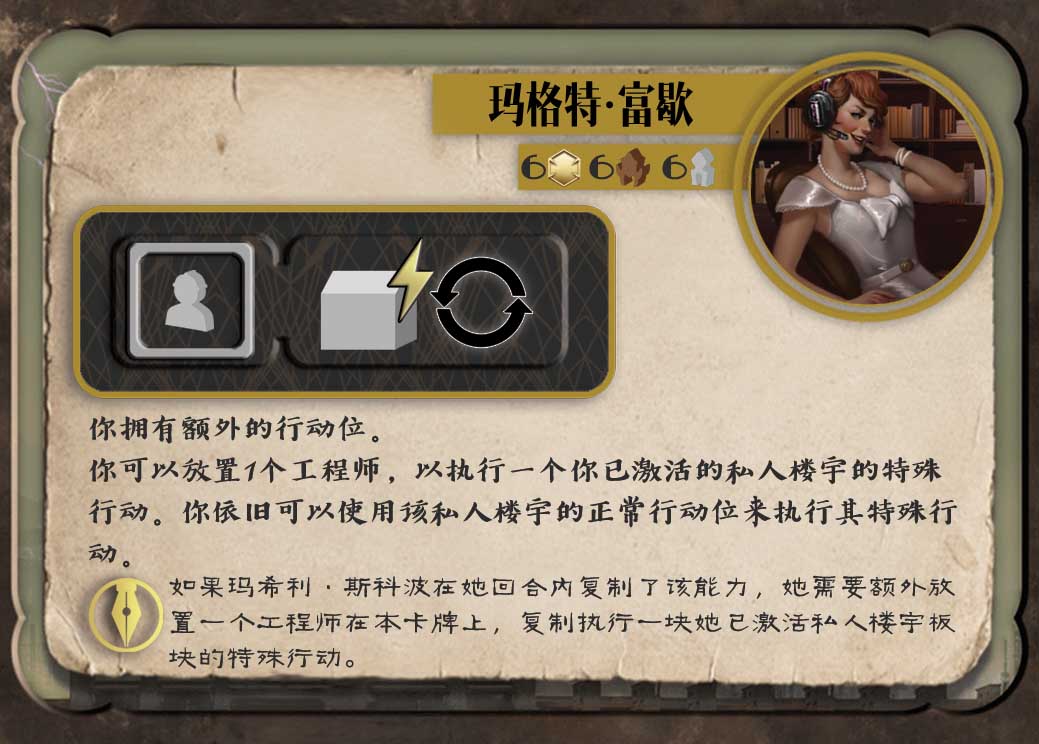 玛格特·富歇
6 6 6
你拥有额外的行动位。
你可以放置1个工程师，以执行一个你已激活的私人楼宇的特殊
行动。你依旧可以使用该私人楼宇的正常行动位来执行其特殊行
动。
如果玛希利·斯科波在她回合内复制了该能力，她需要额外放
置一个工程师在本卡牌上，复制执行一块她已激活私人楼宇板
块的特殊行动。